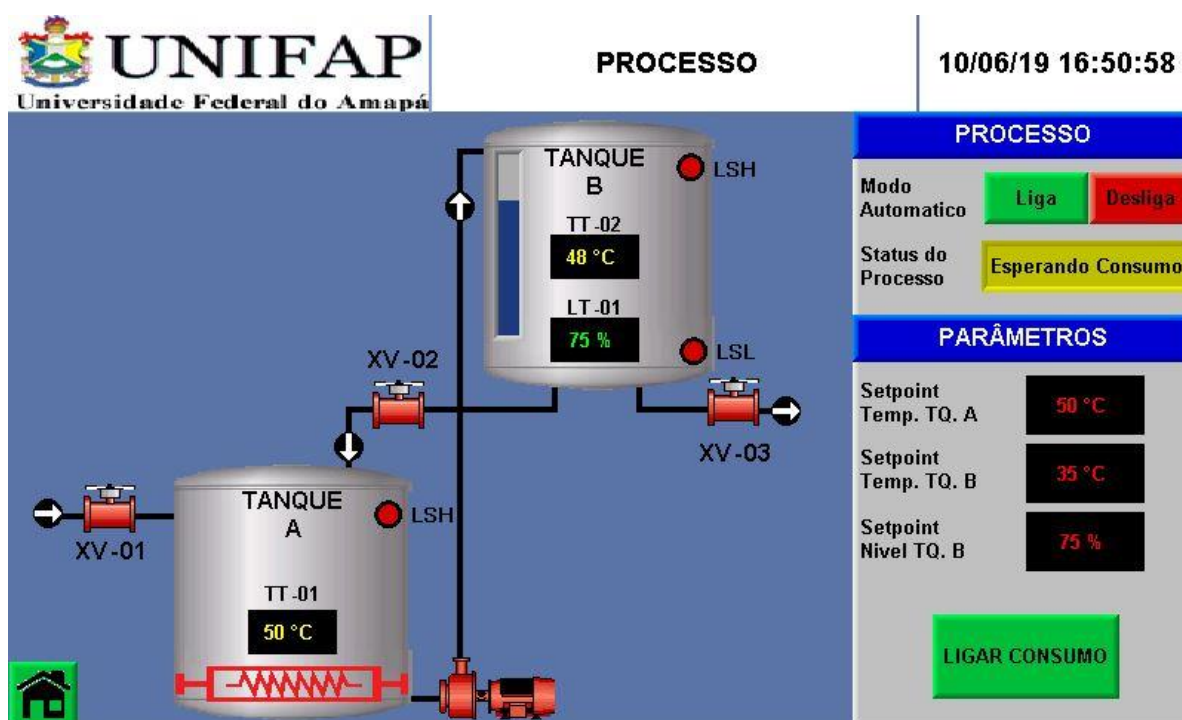 UNIFAP
Universidade Federal do Amapá
PROCESSO
10/06/19 16:50:58
TANQUE
B
LSH
TT-02
48 °C
LT-01
75 %
LSL
XV-02
XV-03
TANQUE
A
LSH
XV-01
TT-01
50 °C
PROCESSO
Modo
Automatico
Liga
Desliga
Status do
Processo
Esperando Consumo
PARÂMETROS
Setpoint
Temp. TQ. A
50 °C
Setpoint
Temp. TQ. B
35 °C
Setpoint
Nivel TQ. B
75 %
LIGAR CONSUMO